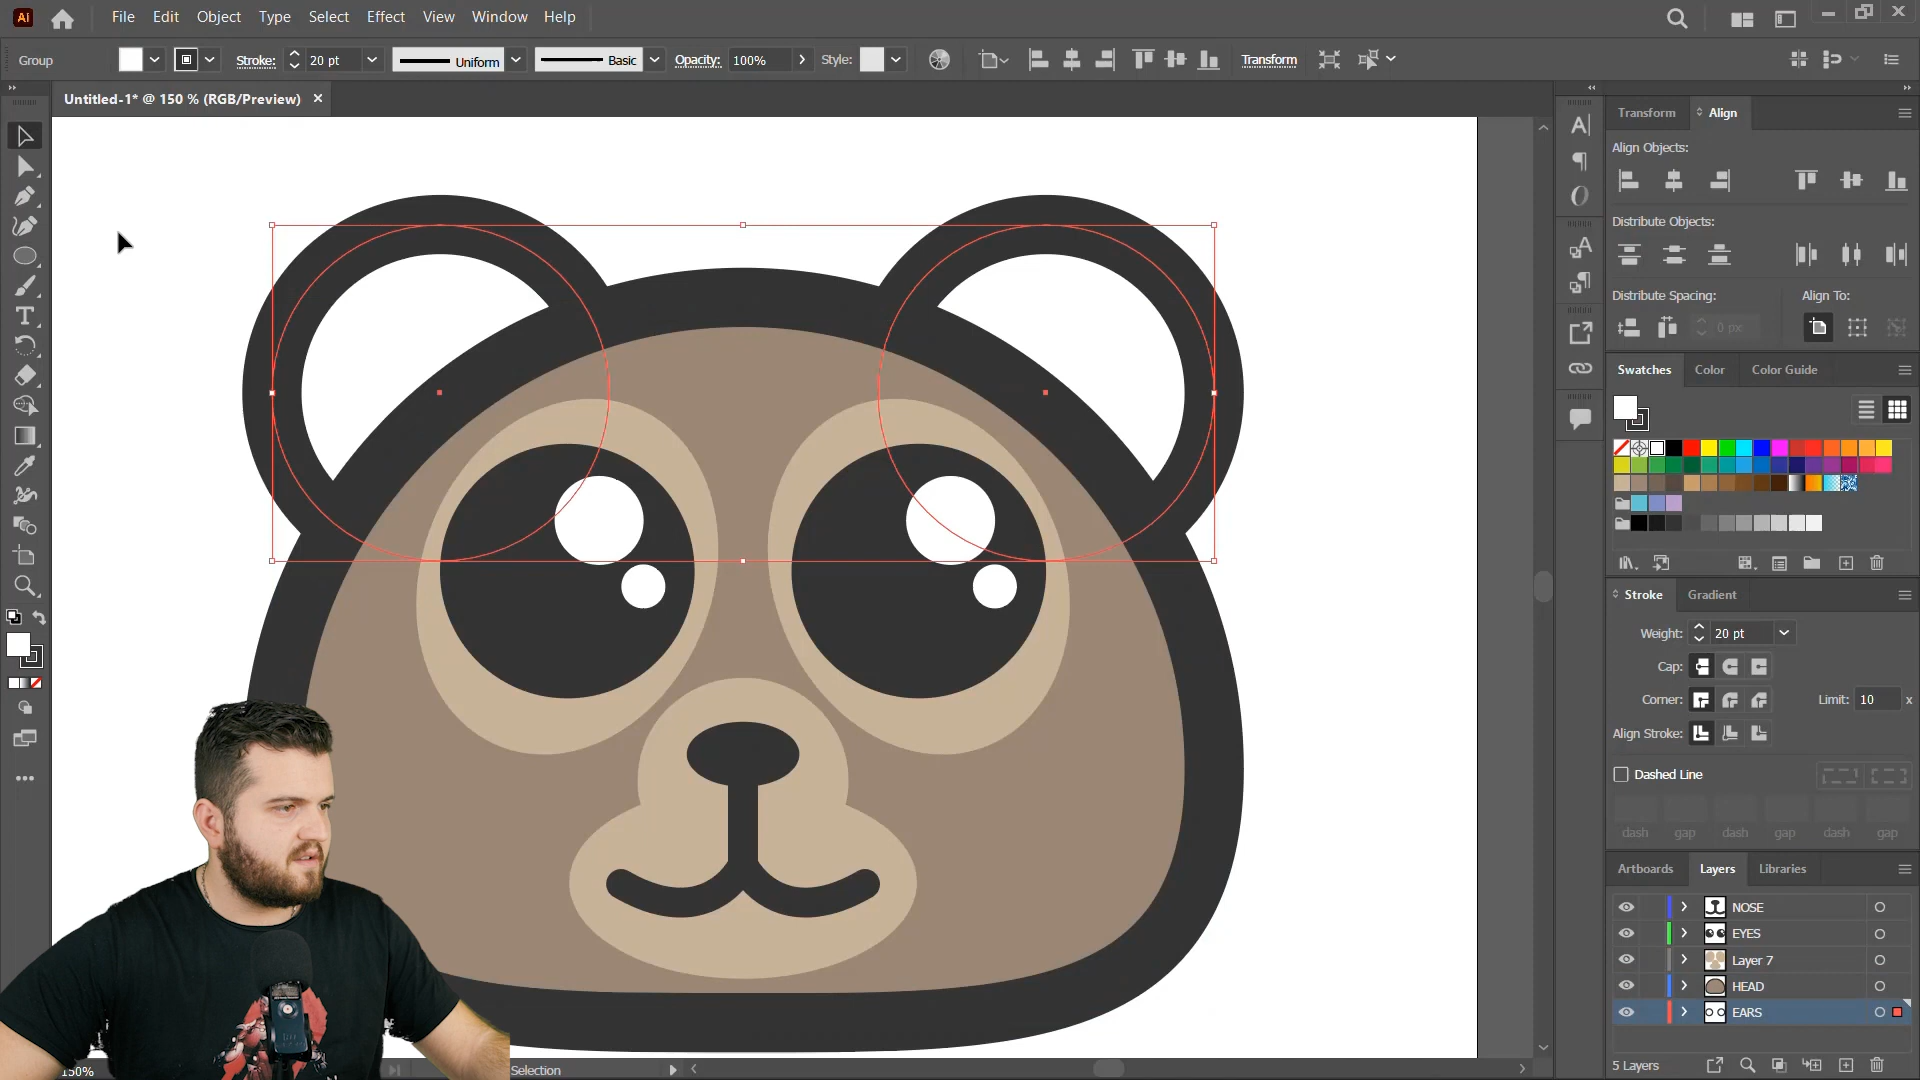 Ai File Edit Object Type Select Effect View Window Help
Group Stroke: 20 pt Uniform Basic Opacity: 100% Style: Transform
Untitled-1* @ 150 % (RGB/Preview)
Transform Align
Align Objects:
Distribute Objects:
Distribute Spacing: Align To:
0 px
Swatches Color Color Guide
Stroke Gradient
Weight: 20 pt
Cap:
Corner: Limit: 10 x
Align Stroke:
Dashed Line
dash gap dash gap dash gap
Artboards Layers Libraries
NOSE
EYES
Layer 7
HEAD
EARS
5 Layers
150% Selection